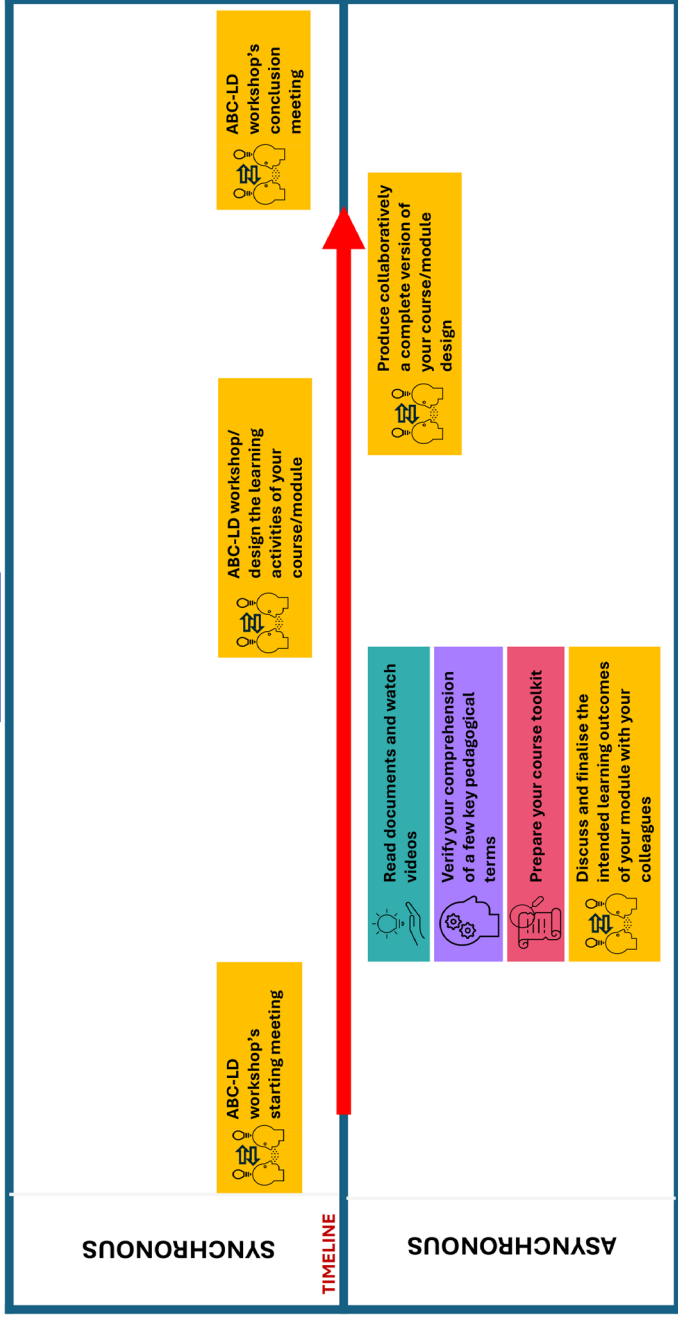 SYNCHRONOUS
ABC-LD
workshop's
starting meeting
ABC-LD workshop/
design the learning
activities of your
course/module
ABC-LD
workshop's
conclusion
meeting
TIMELINE
ASYNCHRONOUS
Read documents and watch
videos
Verify your comprehension
of a few key pedagogical
terms
Prepare your course toolkit
Discuss and finalise the
intended learning outcomes
of your module with your
colleagues
Produce collaboratively
a complete version of
your course/module
design